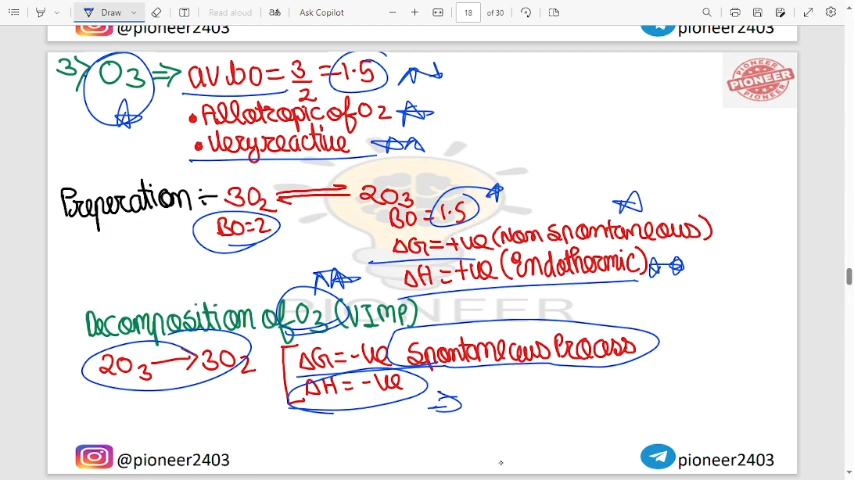 Draw
Read aloud
Ask Copilot
18
of 30
@pioneer2403
pioneer2403
3> O3 => av.bo = 3/2 = 1.5
• Allotropic of O2
• Very reactive
PIONEER
Preperation :- 3O2 ⇌ 2O3
BO=2
BO = 1.5
ΔG = +ve (Non Spontaneous)
ΔH = +ve (Endothermic)
PIONEER
Decomposition of O3 (VIMP)
2O3 → 3O2 [ ΔG = -ve Spontaneous Process
ΔH = -ve =>
@pioneer2403
pioneer2403